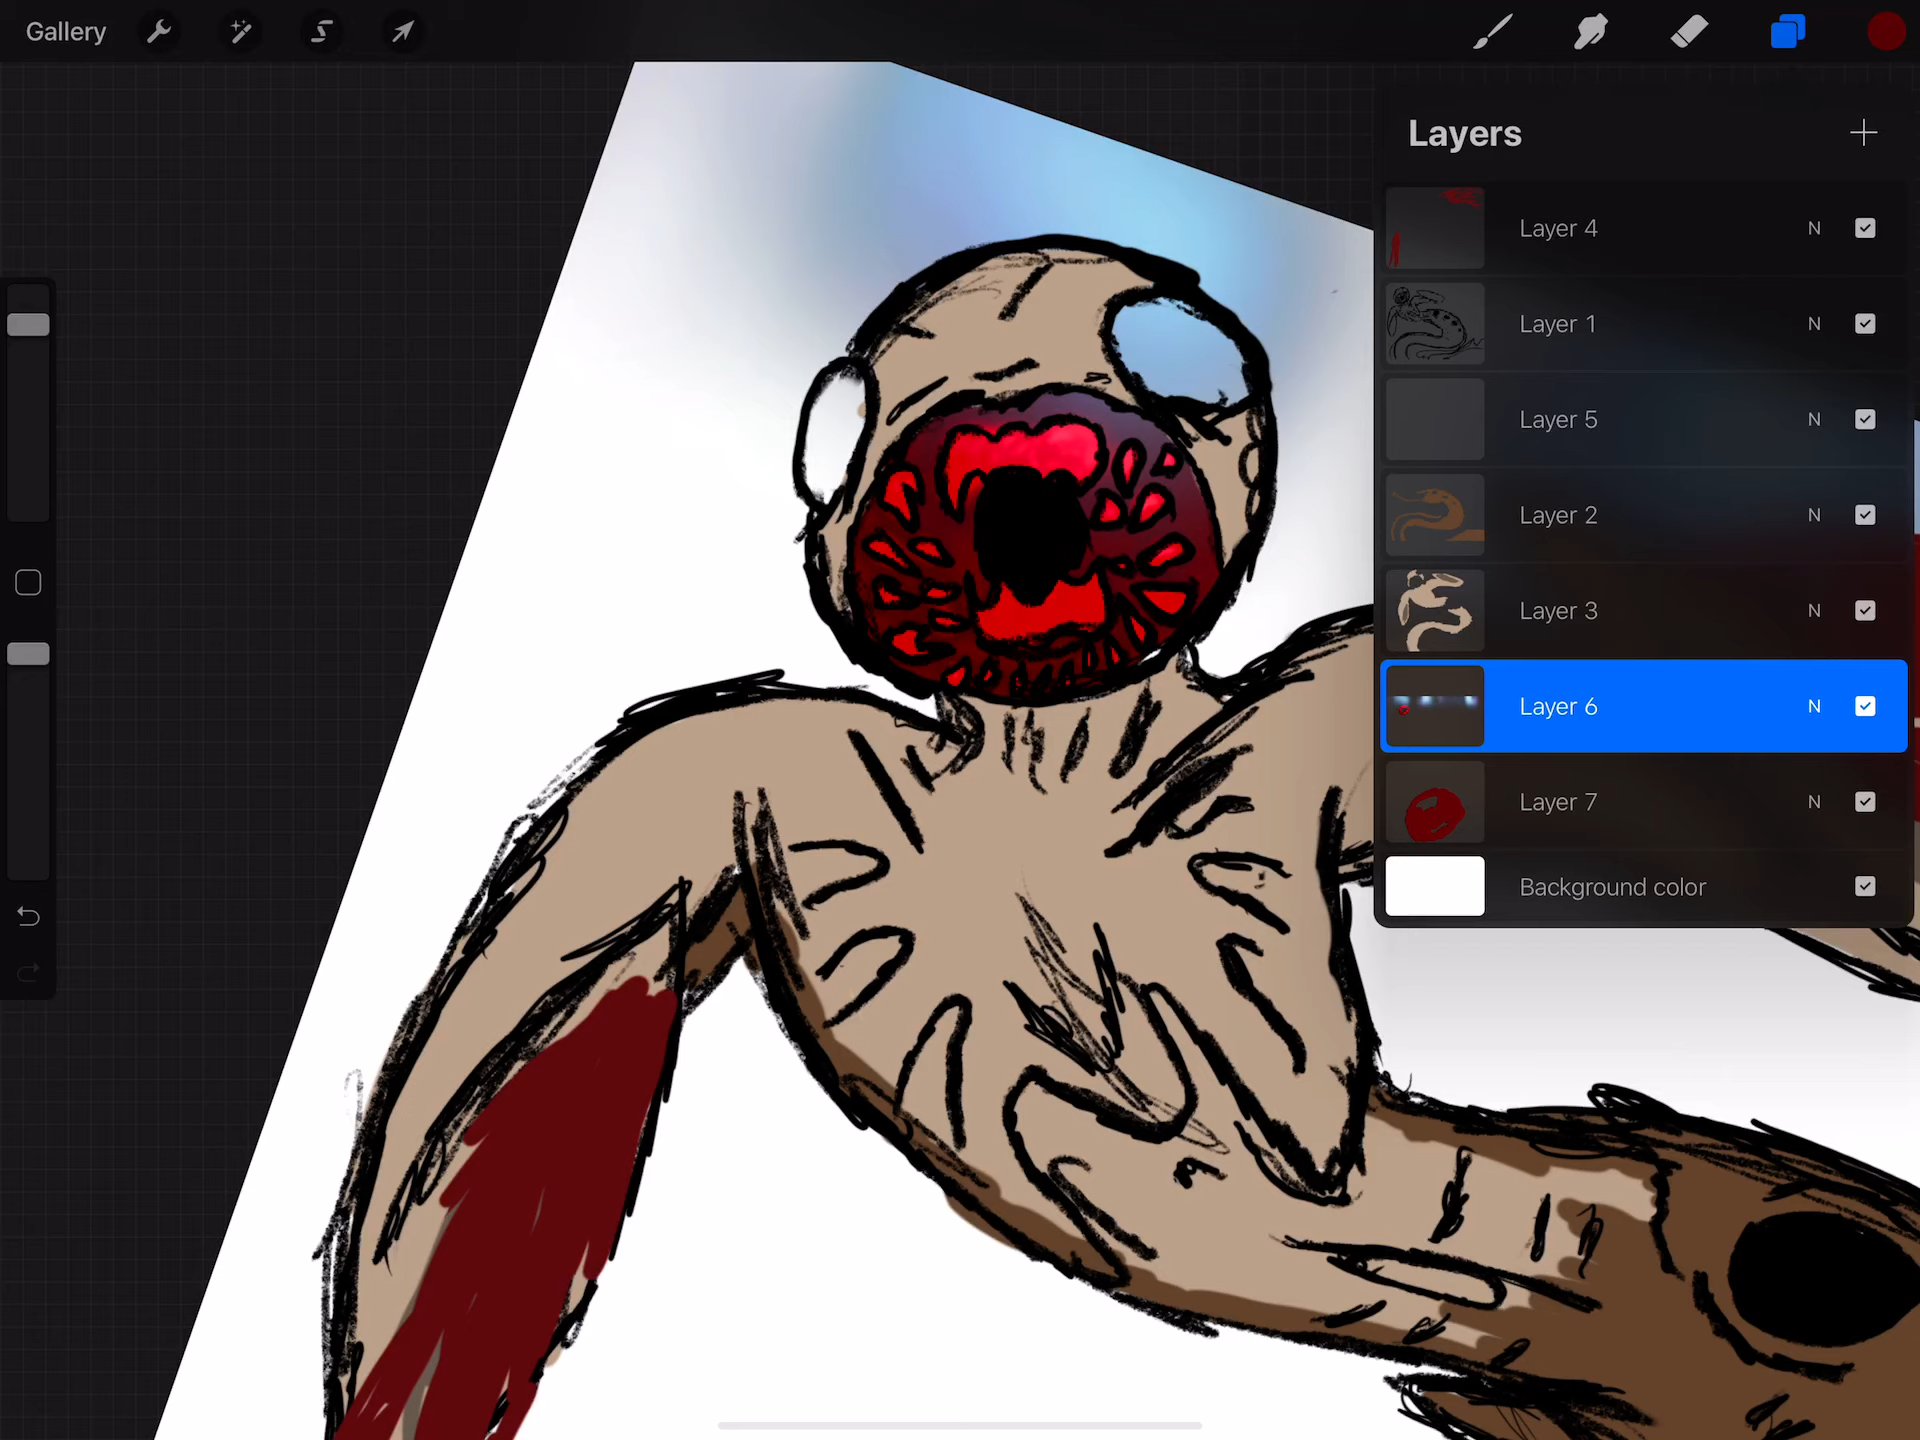 Gallery
Layers
Layer 4 N
Layer 1 N
Layer 5 N
Layer 2 N
Layer 3 N
Layer 6 N
Layer 7 N
Background color